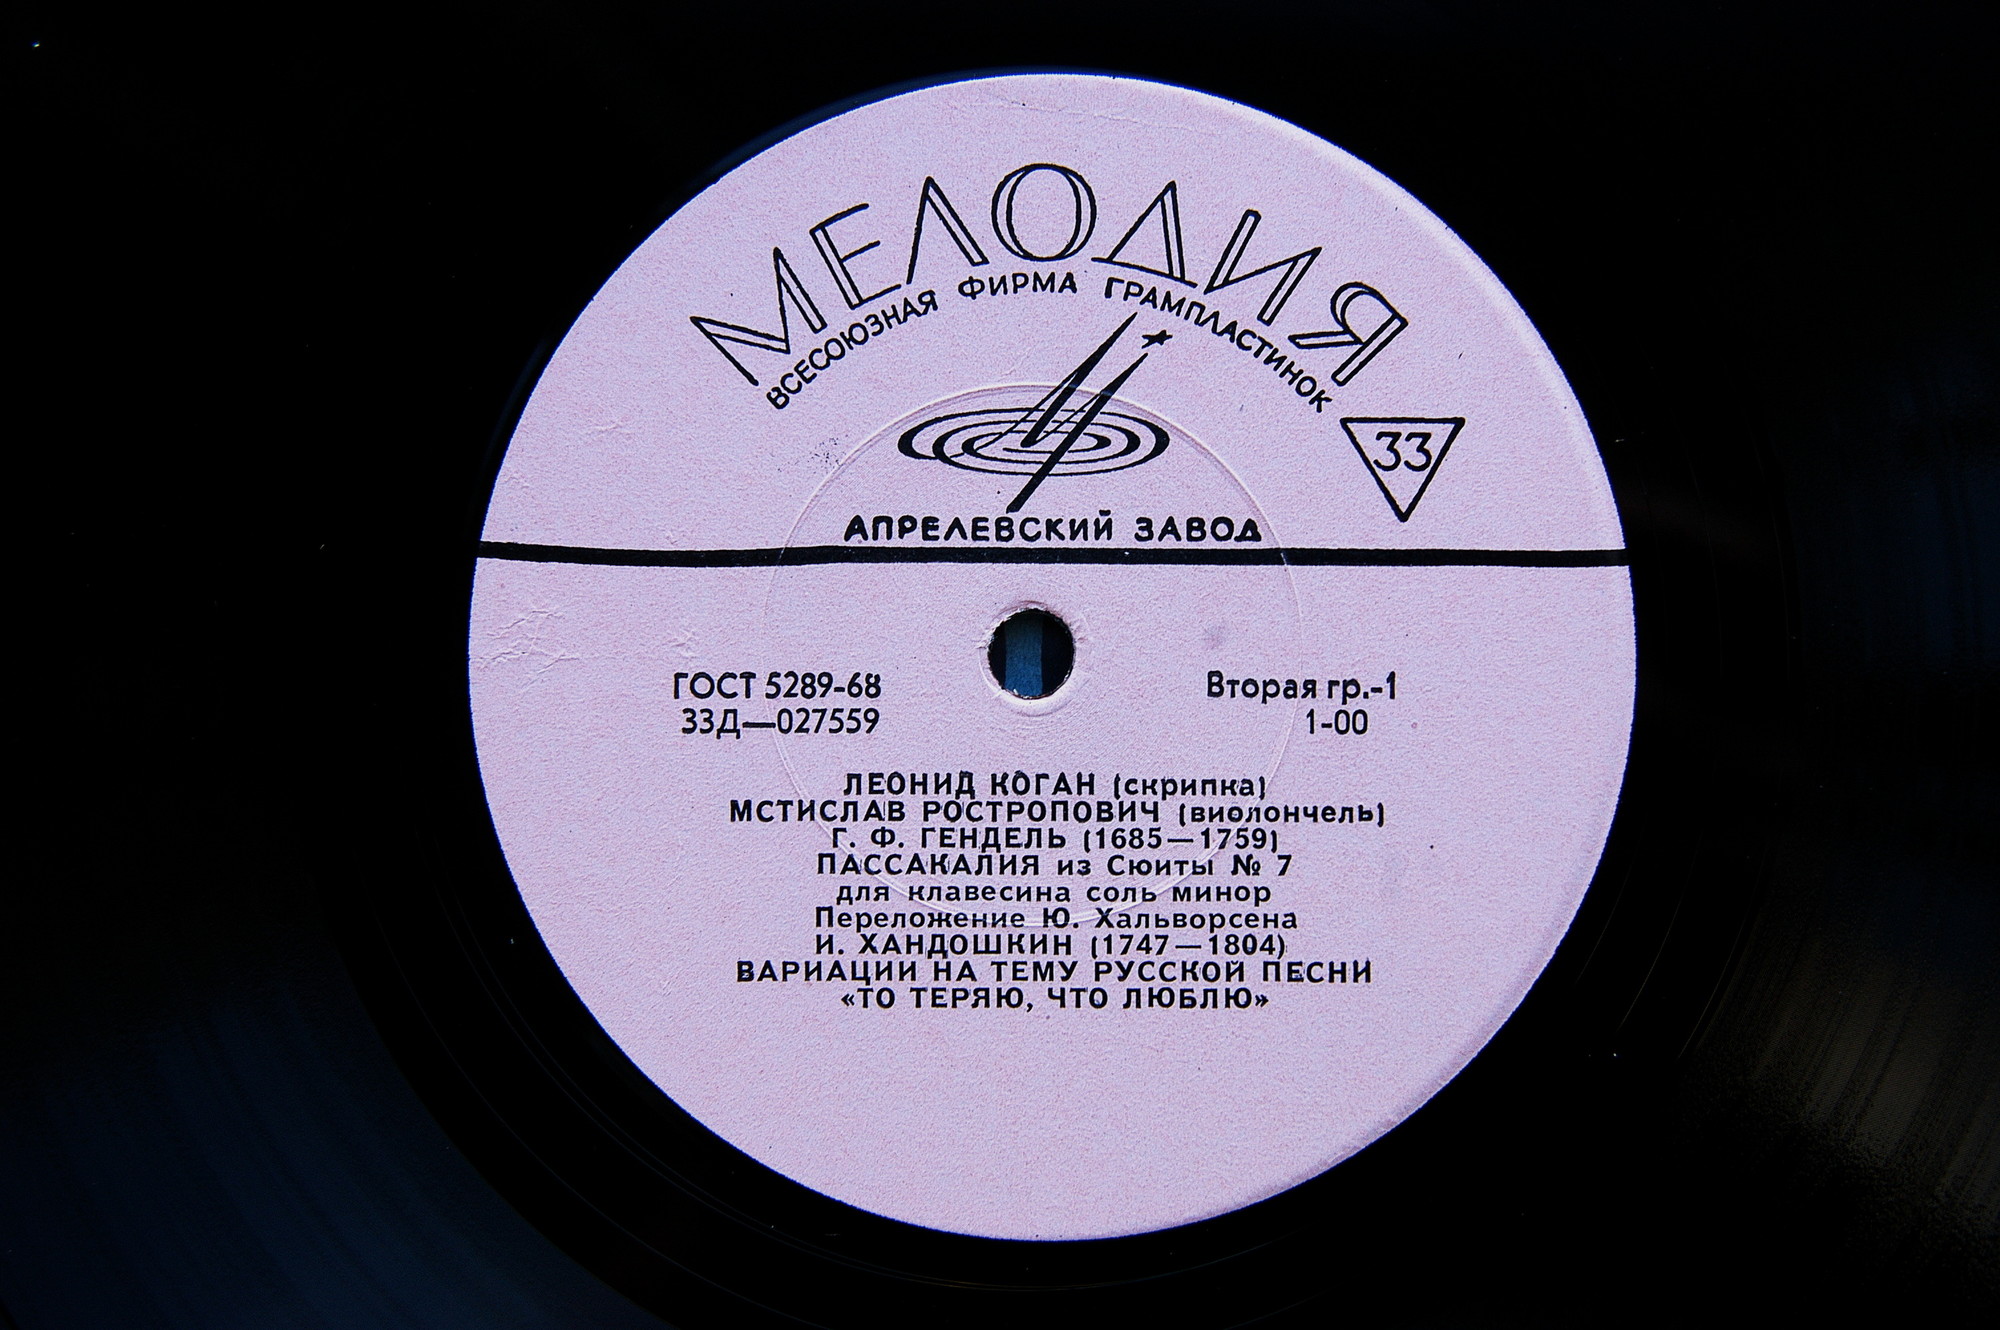 МЕЛОДИЯ
ВСЕСОЮЗНАЯ ФИРМА ГРАМПЛАСТИНОК
33
АПРЕЛЕВСКИЙ ЗАВОД
ГОСТ 5289-68
33Д—027559
Вторая гр.-1
1-00
ЛЕОНИД КОГАН (скрипка)
МСТИСЛАВ РОСТРОПОВИЧ (виолончель)
Г. Ф. ГЕНДЕЛЬ (1685—1759)
ПАССАКАЛИЯ из Сюиты № 7
для клавесина соль минор
Переложение Ю. Хальворсена
И. ХАНДОШКИН (1747—1804)
ВАРИАЦИИ НА ТЕМУ РУССКОЙ ПЕСНИ
«ТО ТЕРЯЮ, ЧТО ЛЮБЛЮ»